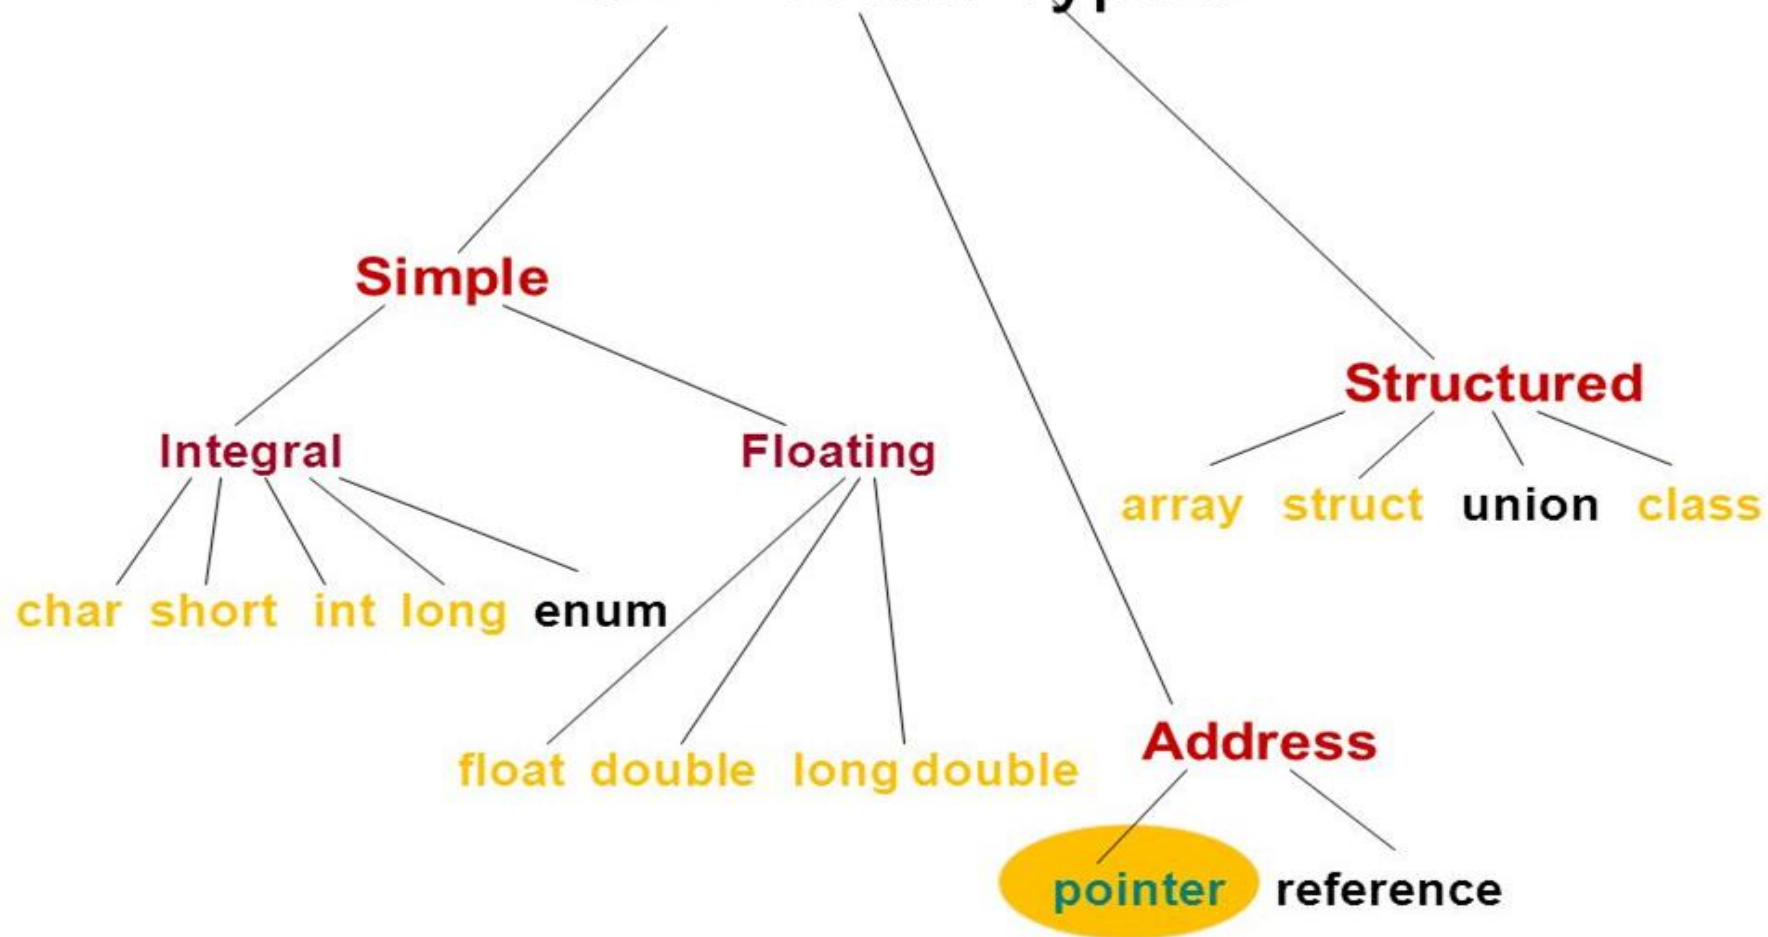 Simple
Structured
Integral Floating
array struct union class
char short int long enum
Address
float double long double
pointer reference